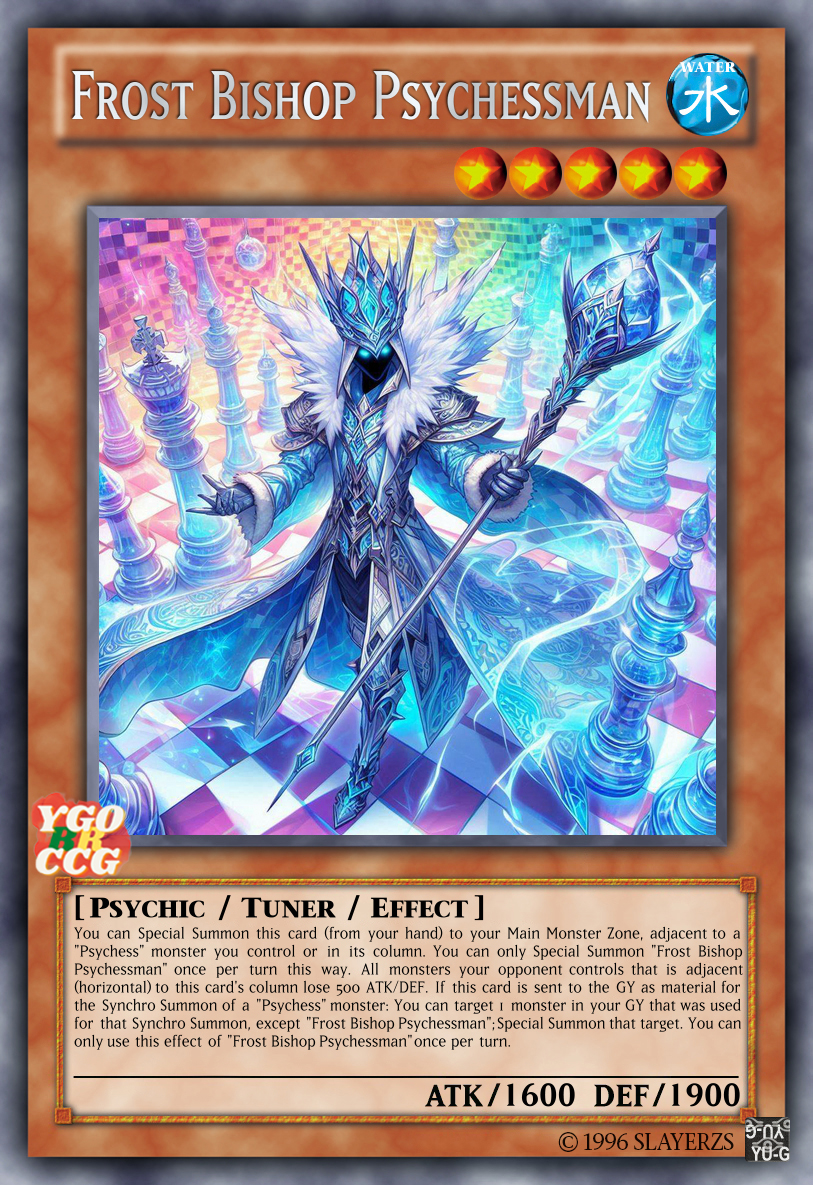 Frost Bishop Psychessman
WATER
水
YGO
RR
CCG
[ Psychic / Tuner / Effect ]
You can Special Summon this card (from your hand) to your Main Monster Zone, adjacent to a
"Psychess" monster you control or in its column. You can only Special Summon "Frost Bishop
Psychessman" once per turn this way. All monsters your opponent controls that is adjacent
(horizontal) to this card's column lose 500 ATK/DEF. If this card is sent to the GY as material for
the Synchro Summon of a "Psychess" monster: You can target 1 monster in your GY that was used
for that Synchro Summon, except "Frost Bishop Psychessman"; Special Summon that target. You can
only use this effect of "Frost Bishop Psychessman" once per turn.
ATK/1600 DEF/1900
© 1996 SLAYERZS
YU-G
YU-G